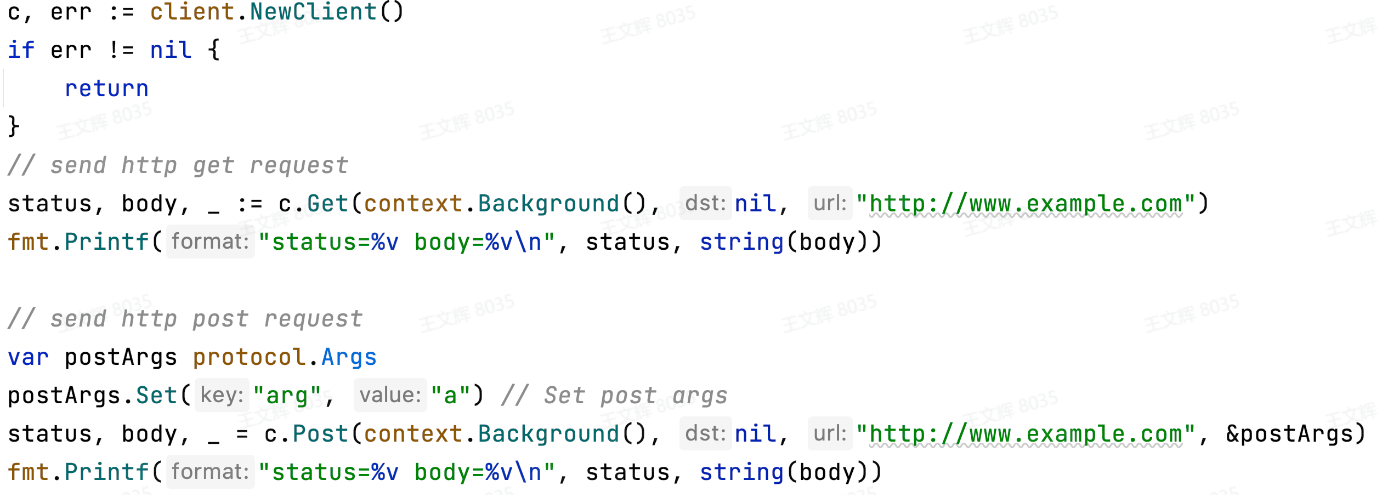 c, err := client.NewClient()
if err != nil {
    return
}
// send http get request
status, body, _ := c.Get(context.Background(), dst: nil, url: "http://www.example.com")
fmt.Printf( format: "status=%v body=%v\n", status, string(body))

// send http post request
var postArgs protocol.Args
postArgs.Set( key: "arg", value: "a") // Set post args
status, body, _ = c.Post(context.Background(), dst: nil, url: "http://www.example.com", &postArgs)
fmt.Printf( format: "status=%v body=%v\n", status, string(body))
王文辉 8035